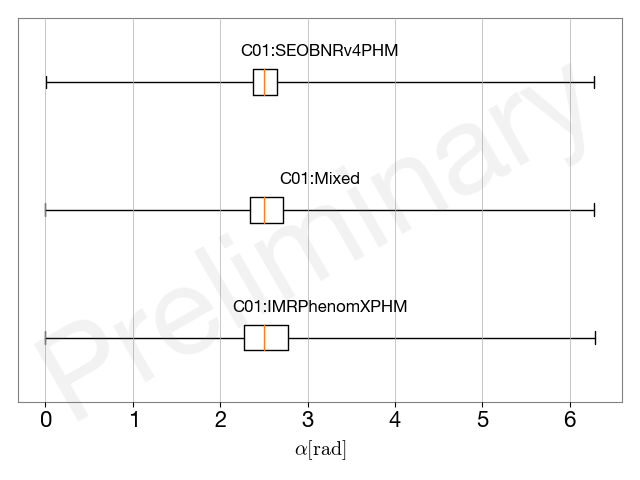 C01:SEOBNRv4PHM
C01:Mixed
C01:IMRPhenomXPHM
Preliminary
0 1 2 3 4 5 6
α[rad]